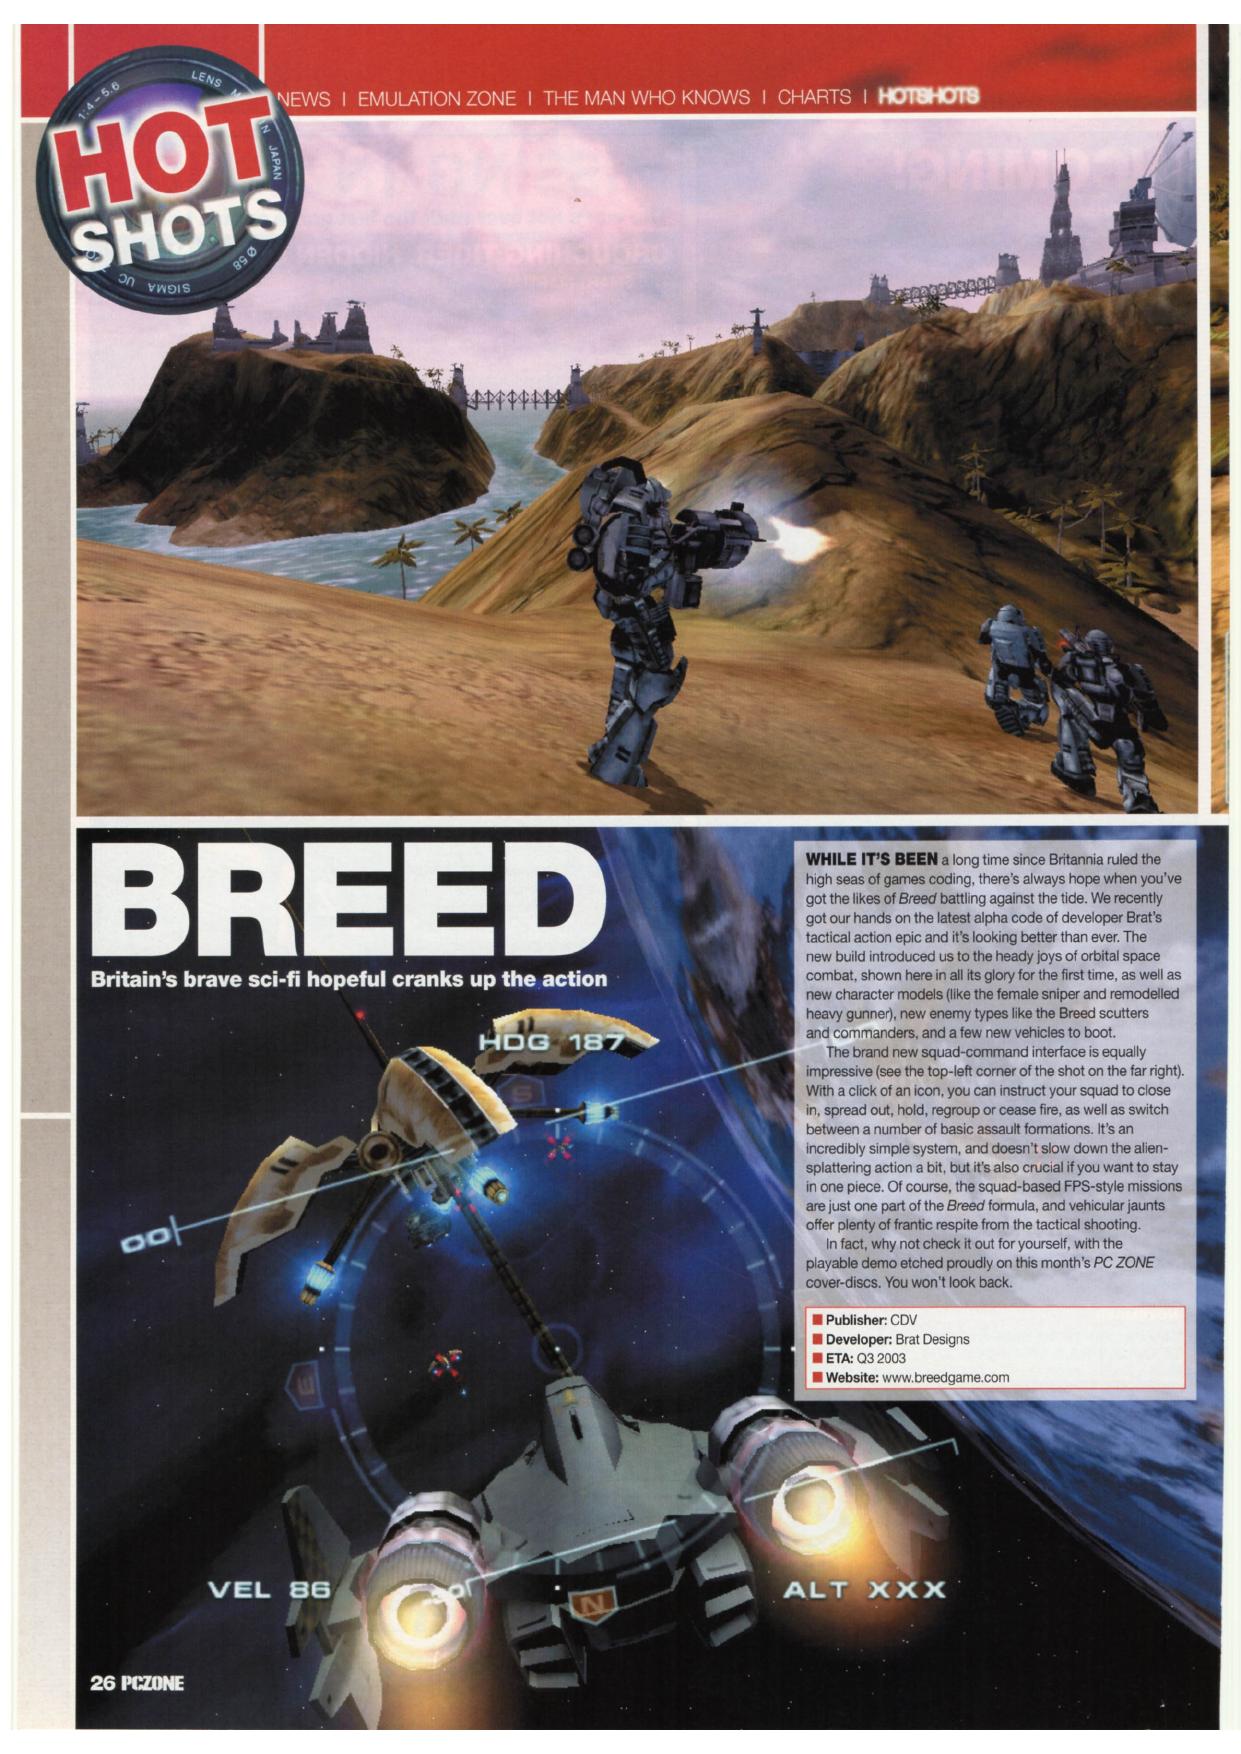 NEWS I EMULATION ZONE I THE MAN WHO KNOWS I CHARTS I HOTSHOTS
1:4-5.6
LENS
JAPAN
HOT
SHOTS
Ø58
SIGMA UC
BREED
Britain's brave sci-fi hopeful cranks up the action
HDG 187
S
00
E
VEL 86
N
ALT XXX
WHILE IT'S BEEN a long time since Britannia ruled the
high seas of games coding, there's always hope when you've
got the likes of Breed battling against the tide. We recently
got our hands on the latest alpha code of developer Brat's
tactical action epic and it's looking better than ever. The
new build introduced us to the heady joys of orbital space
combat, shown here in all its glory for the first time, as well as
new character models (like the female sniper and remodelled
heavy gunner), new enemy types like the Breed scutters
and commanders, and a few new vehicles to boot.
The brand new squad-command interface is equally
impressive (see the top-left corner of the shot on the far right).
With a click of an icon, you can instruct your squad to close
in, spread out, hold, regroup or cease fire, as well as switch
between a number of basic assault formations. It's an
incredibly simple system, and doesn't slow down the alien-
splattering action a bit, but it's also crucial if you want to stay
in one piece. Of course, the squad-based FPS-style missions
are just one part of the Breed formula, and vehicular jaunts
offer plenty of frantic respite from the tactical shooting.
In fact, why not check it out for yourself, with the
playable demo etched proudly on this month's PC ZONE
cover-discs. You won't look back.
Publisher: CDV
Developer: Brat Designs
ETA: Q3 2003
Website: www.breedgame.com
26 PCZONE